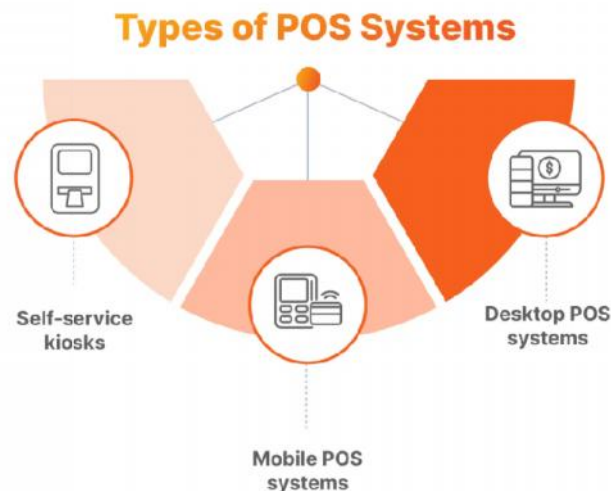 Types of POS Systems
$
Self-service
kiosks
Mobile POS
systems
Desktop POS
systems